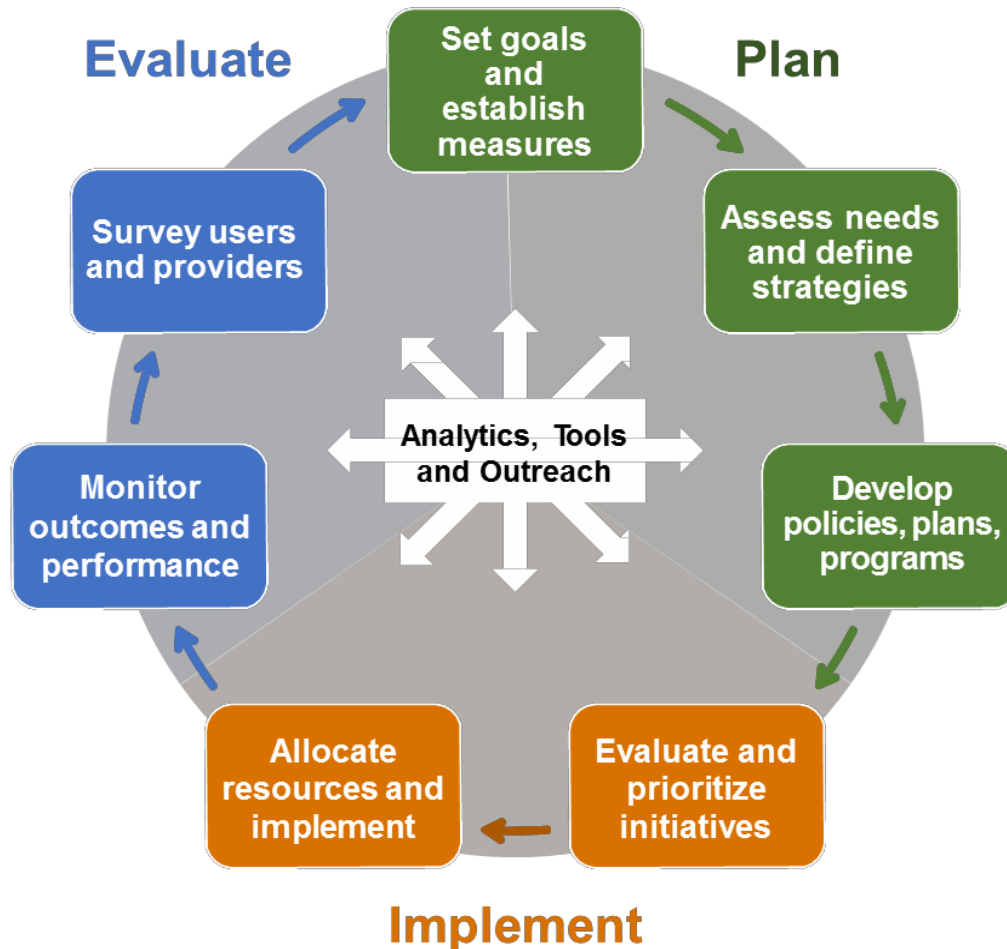 Evaluate
Plan
Set goals
and
establish
measures
Assess needs
and define
strategies
Develop
policies, plans,
programs
Evaluate and
prioritize
initiatives
Allocate
resources and
implement
Monitor
outcomes and
performance
Survey users
and providers
Analytics, Tools
and Outreach
Implement